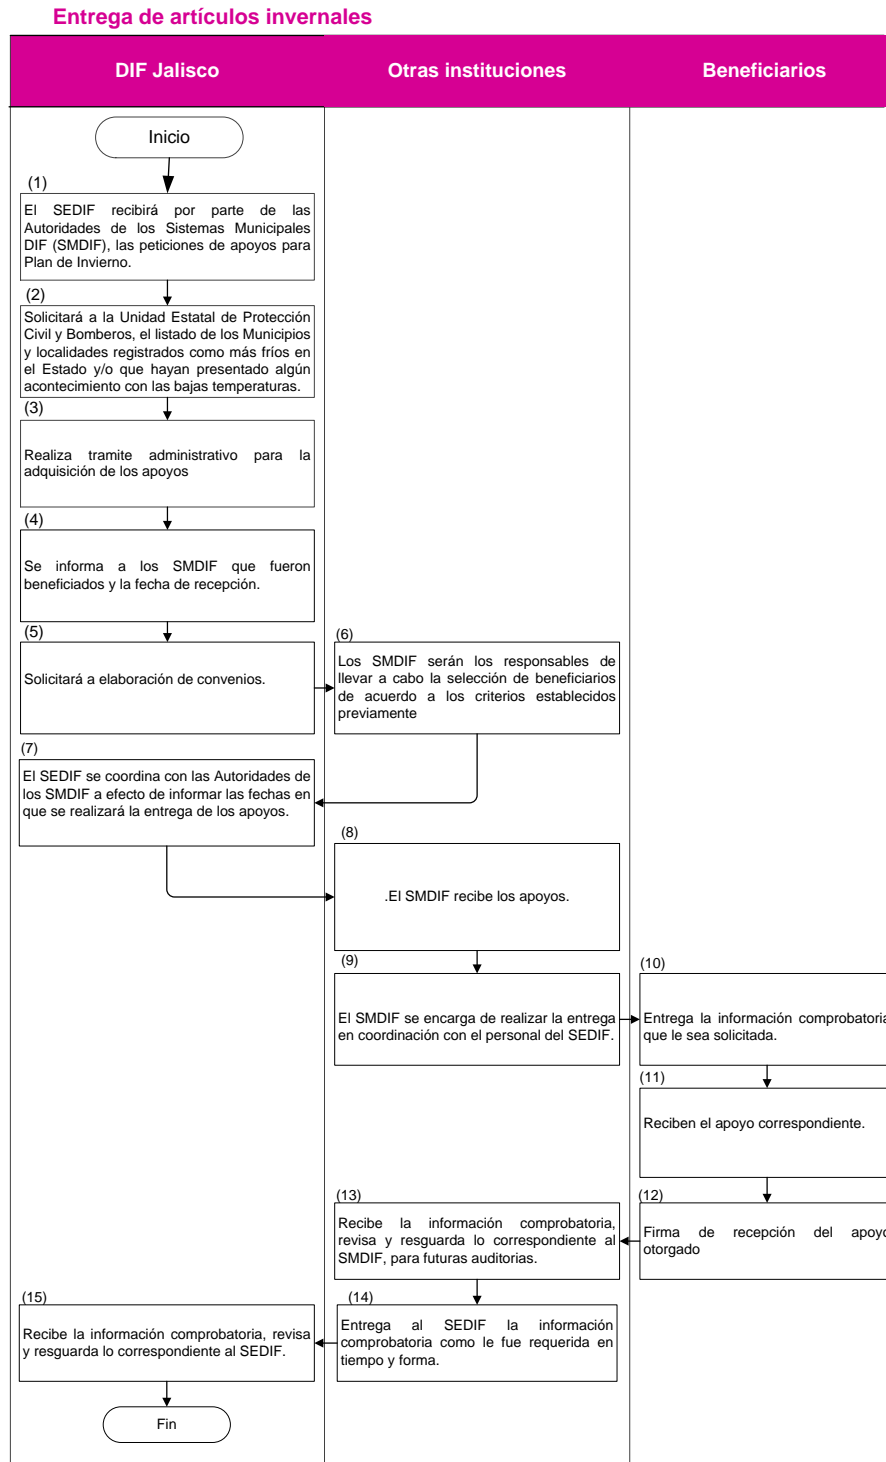 Entrega de artículos invernales
DIF Jalisco
Otras instituciones
Beneficiarios
Inicio
(1)
El SEDIF recibirá por parte de las
Autoridades de los Sistemas Municipales
DIF (SMDIF), las peticiones de apoyos para
Plan de Invierno.
(2)
Solicitará a la Unidad Estatal de Protección
Civil y Bomberos, el listado de los Municipios
y localidades registrados como más fríos en
el Estado y/o que hayan presentado algún
acontecimiento con las bajas temperaturas.
(3)
Realiza tramite administrativo para la
adquisición de los apoyos
(4)
Se informa a los SMDIF que fueron
beneficiados y la fecha de recepción.
(5)
Solicitará a elaboración de convenios.
(6)
Los SMDIF serán los responsables de
llevar a cabo la selección de beneficiarios
de acuerdo a los criterios establecidos
previamente
(7)
El SEDIF se coordina con las Autoridades de
los SMDIF a efecto de informar las fechas en
que se realizará la entrega de los apoyos.
(8)
.El SMDIF recibe los apoyos.
(9)
El SMDIF se encarga de realizar la entrega
en coordinación con el personal del SEDIF.
(10)
Entrega la información comprobatoria
que le sea solicitada.
(11)
Reciben el apoyo correspondiente.
(12)
Firma de recepción del apoyo
otorgado
(13)
Recibe la información comprobatoria,
revisa y resguarda lo correspondiente al
SMDIF, para futuras auditorias.
(14)
Entrega al SEDIF la información
comprobatoria como le fue requerida en
tiempo y forma.
(15)
Recibe la información comprobatoria, revisa
y resguarda lo correspondiente al SEDIF.
Fin